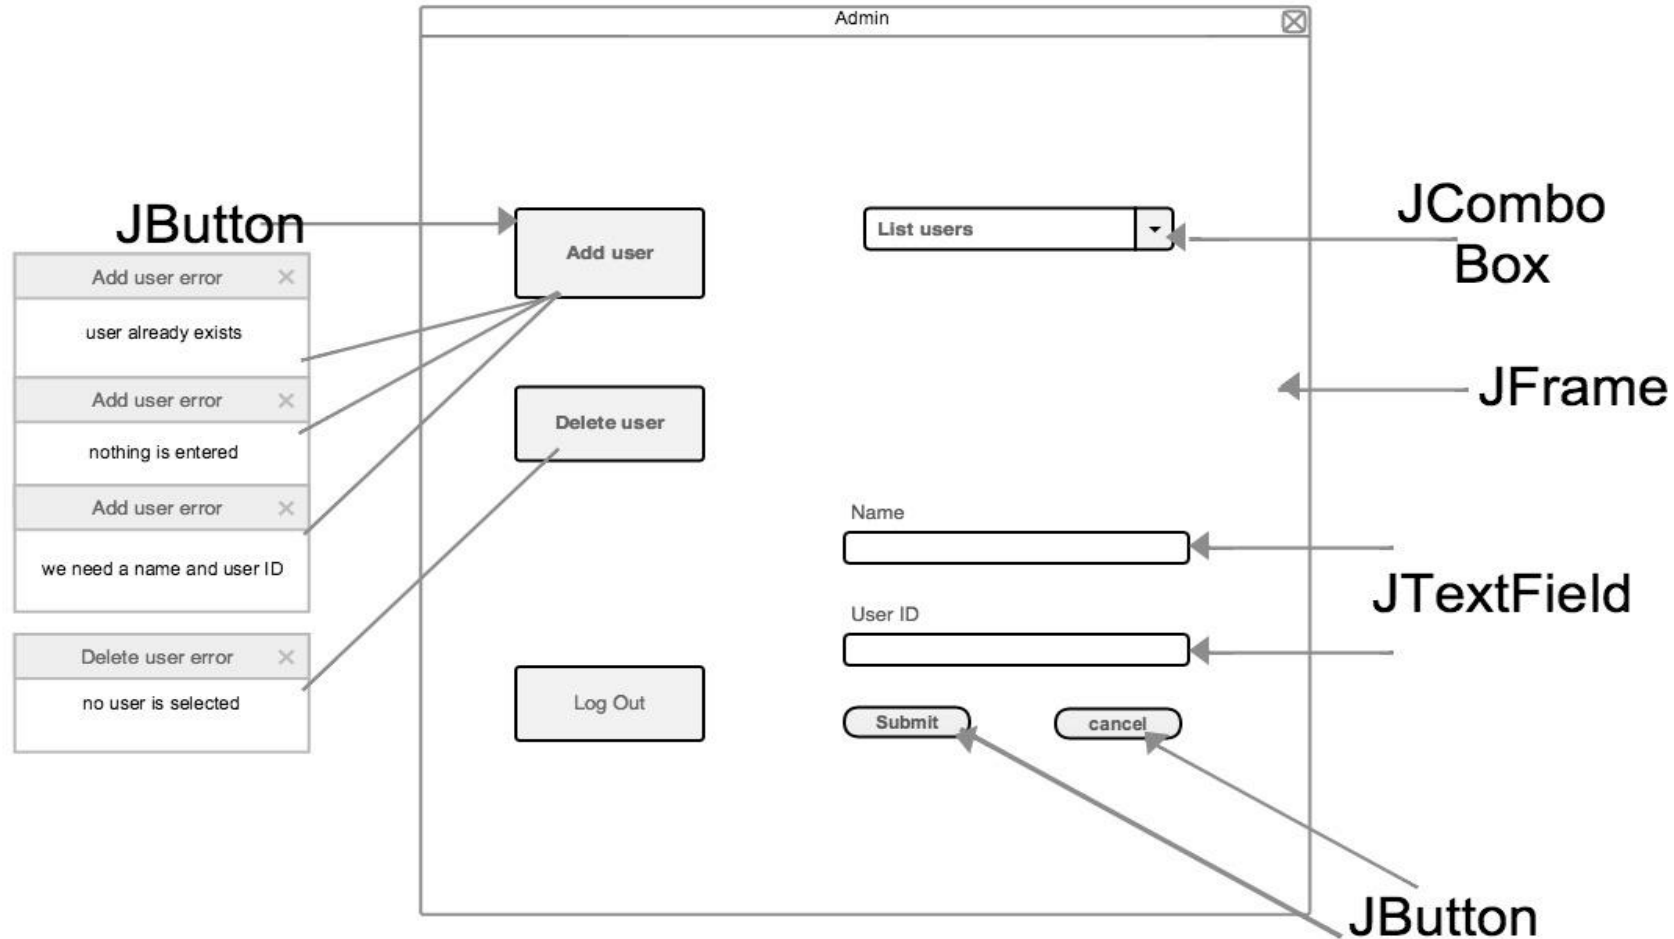 Admin
JButton
Add user error
user already exists
Add user error
nothing is entered
Add user error
we need a name and user ID
Delete user error
no user is selected
Add user
Delete user
Log Out
List users
Name
User ID
Submit
cancel
JCombo
Box
JFrame
JTextField
JButton